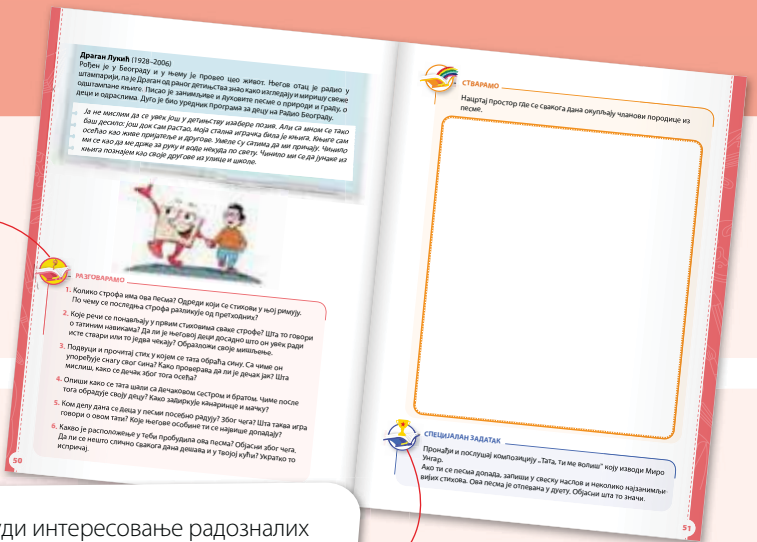 Драган Лукић (1928–2006)
Рођен је у Београду и у њему је провео цео живот. Његов отац је радио у
штампарији, па је Драган од раног детињства знао како изгледају и миришу свеже
одштампане књиге. Писао је занимљиве и духовите песме о природи и граду, о
деци и одраслима. Дуго је био уредник програма за децу на Радио Београду.
Ја не мислим да се увек још у детињству изабере позив. Али са мном се тако
баш десило: још док сам растао, моја стална играчка била је књига. Књиге сам
осећао као живе пријатеље и другове. Умеле су сатима да ми причају. Чинило
ми се као да ме држе за руку и воде некуда по свету. Чинило ми се да јунаке из
књига познајем као своје другове из улице и школе.
РАЗГОВАРАМО
1. Колико строфа има ова песма? Одреди који се стихови у њој римују.
По чему се последња строфа разликује од претходних?
2. Које речи се понављају у првим стиховима сваке строфе? Шта то говори
о татиним навикама? Да ли је његовој деци досадно што он увек ради
исте ствари или то једва чекају? Образложи своје мишљење.
3. Подвуци и прочитај стих у којем се тата обраћа сину. Са чиме он
упоређује снагу свог сина? Како проверава да ли је дечак јак? Шта
мислиш, како се дечак због тога осећа?
4. Опиши како се тата шали са дечаковом сестром и братом. Чиме после
тога обрадује своју децу? Како задиркује канаринце и мачку?
5. Ком делу дана се деца у песми посебно радују? Због чега? Шта таква игра
говори о овом тати? Које његове особине ти се највише допадају?
6. Какво је расположење у теби пробудила ова песма? Објасни због чега.
Да ли се нешто слично свакога дана дешава и у твојој кући? Укратко то
испричај.
50
СТВАРАМО
Нацртај простор где се свакога дана окупљају чланови породице из
песме.
СПЕЦИЈАЛАН ЗАДАТАК
Пронађи и послушај композицију „Тата, ти ме волиш” коју изводи Миро
Унгар.
Ако ти се песма допада, запиши у свеску наслов и неколико најзанимљи-
вијих стихова. Ова песма је отпевана у дуету. Објасни шта то значи.
51
уди интересовање радозналих